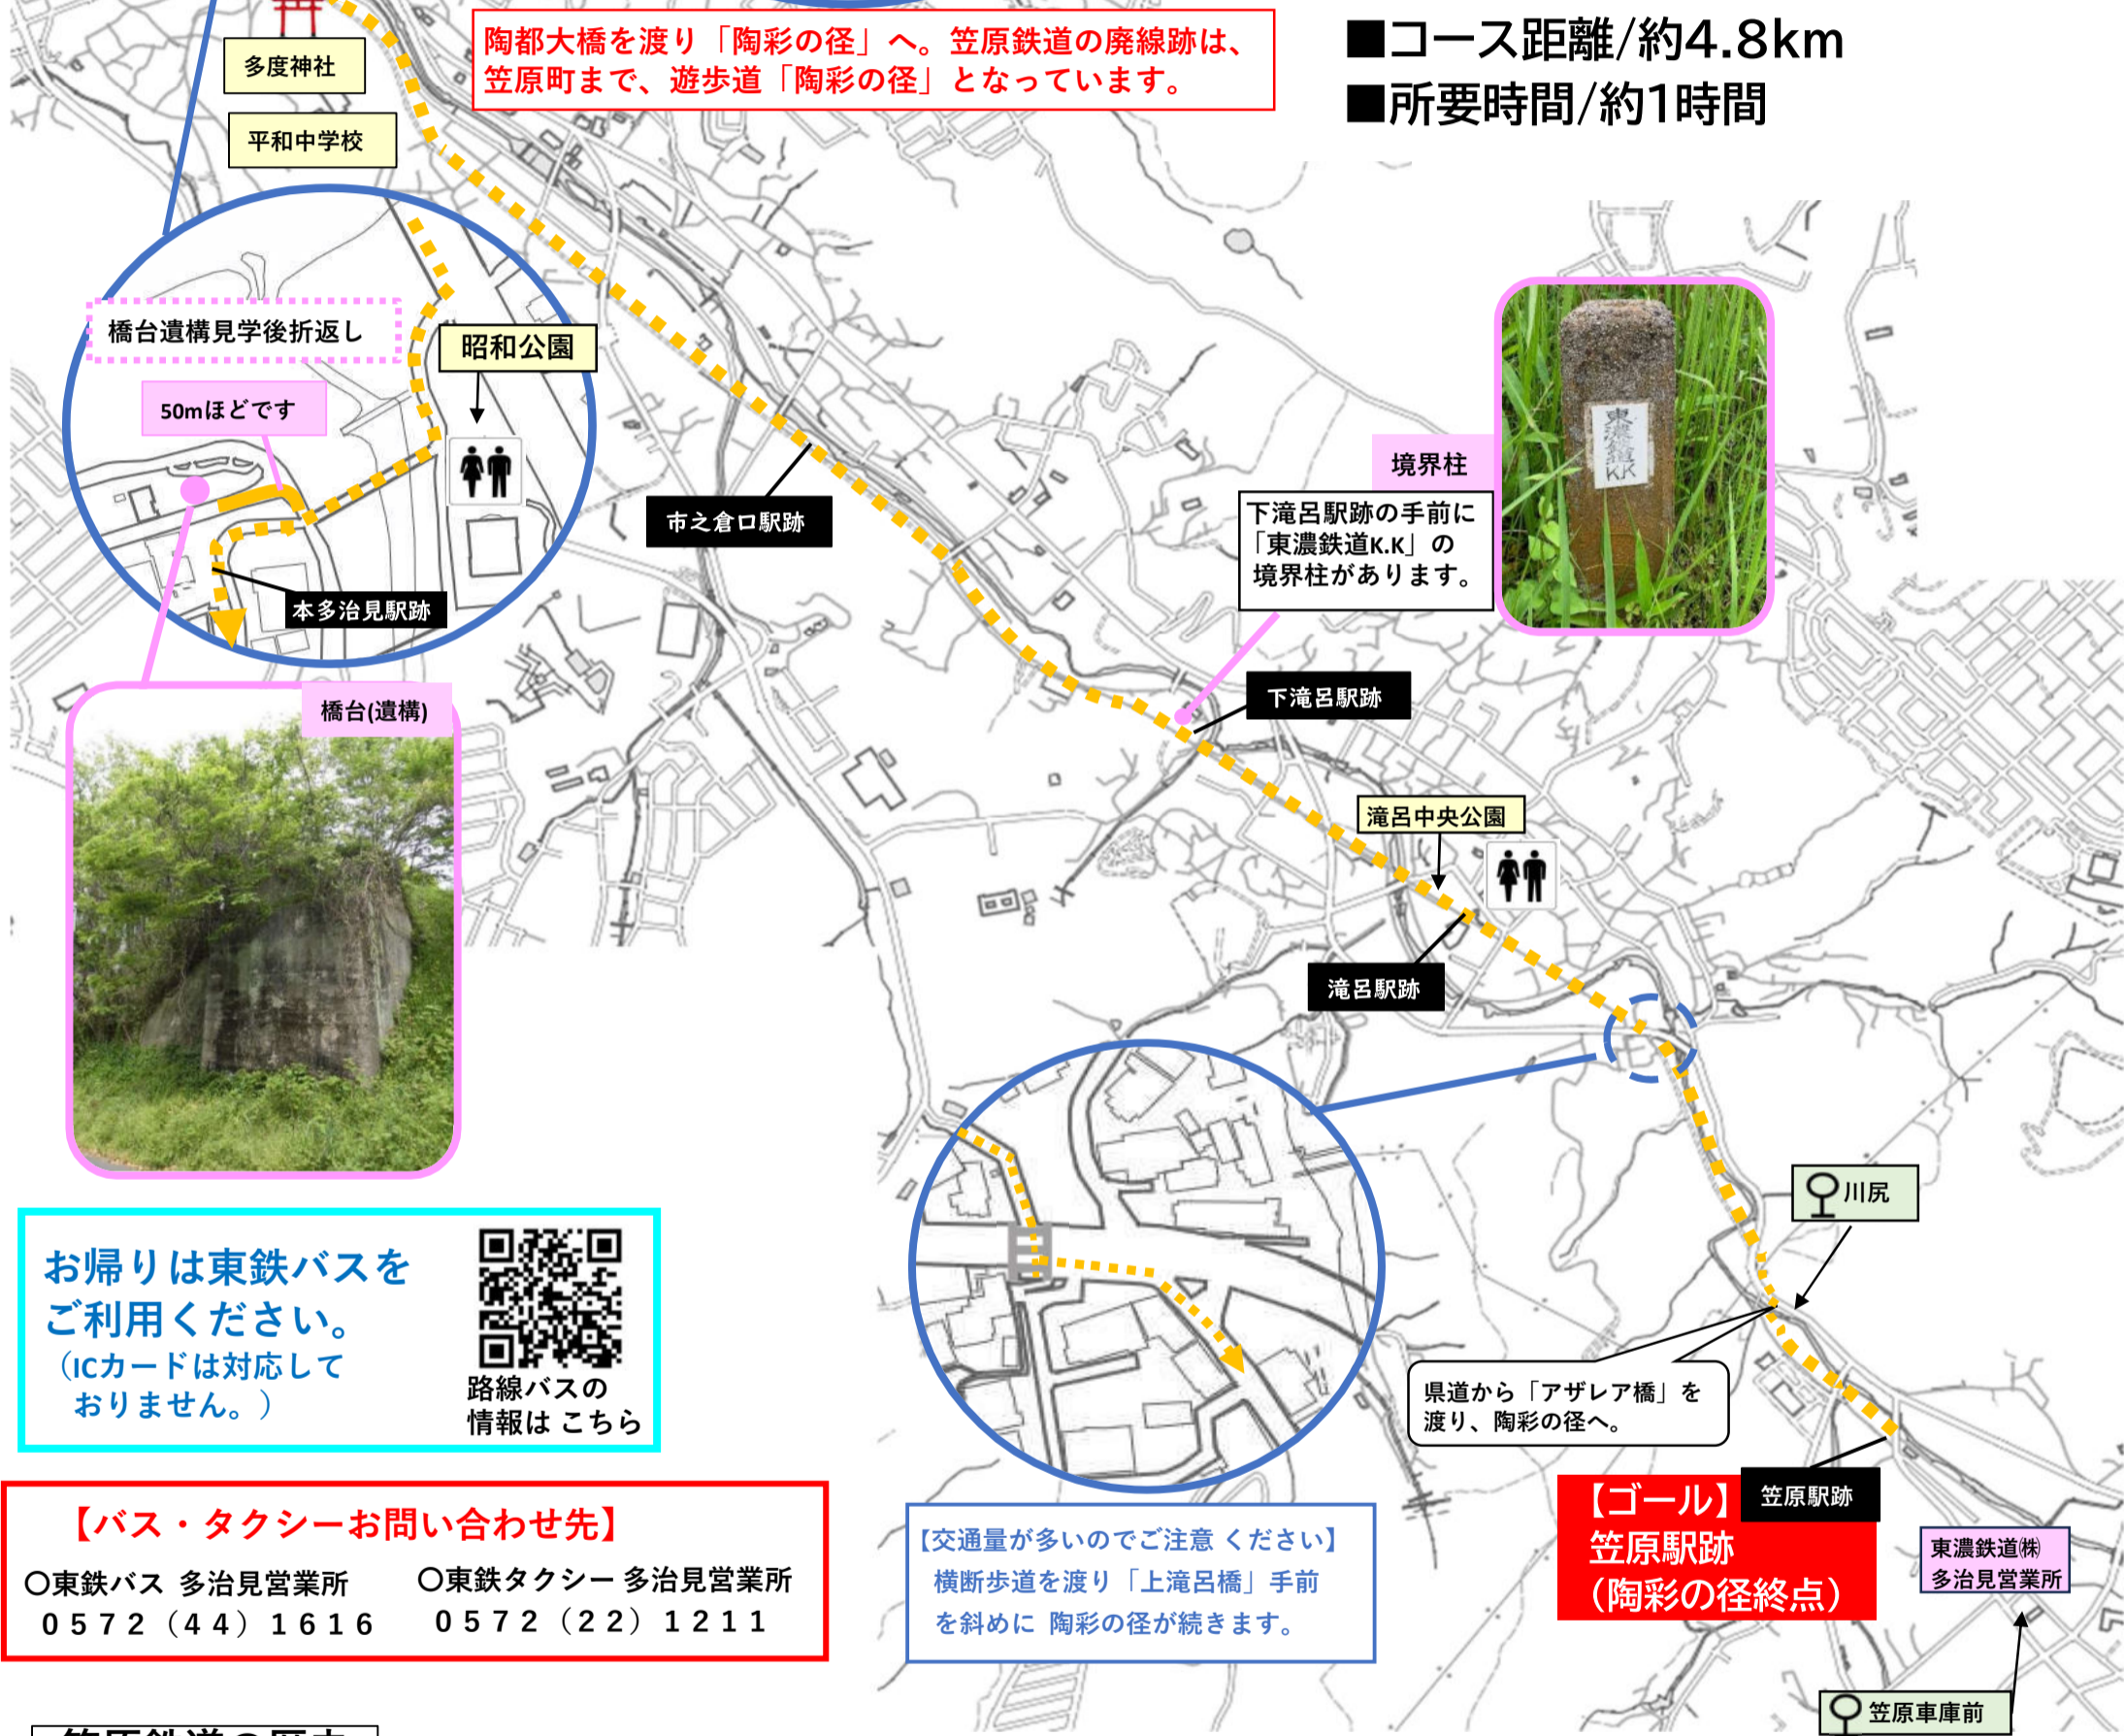 多度神社
平和中学校
陶都大橋を渡り「陶彩の径」へ。笠原鉄道の廃線跡は、
笠原町まで、遊歩道「陶彩の径」となっています。
■コース距離/約4.8km
■所要時間/約1時間
橋台遺構見学後折返し
昭和公園
50mほどです
本多治見駅跡
市之倉口駅跡
橋台(遺構)
境界柱
下滝呂駅跡の手前に
「東濃鉄道K.K」の
境界柱があります。
東濃鉄道K.K
下滝呂駅跡
滝呂中央公園
滝呂駅跡
川尻
県道から「アザレア橋」を
渡り、陶彩の径へ。
お帰りは東鉄バスを
ご利用ください。
（ICカードは対応して
おりません。）
路線バスの
情報は こちら
【バス・タクシーお問い合わせ先】
〇東鉄バス 多治見営業所
０５７２（４４）１６１６
〇東鉄タクシー 多治見営業所
０５７２（２２）１２１１
【交通量が多いのでご注意 ください】
横断歩道を渡り「上滝呂橋」手前
を斜めに 陶彩の径が続きます。
【ゴール】
笠原駅跡
（陶彩の径終点）
笠原駅跡
東濃鉄道㈱
多治見営業所
笠原車庫前